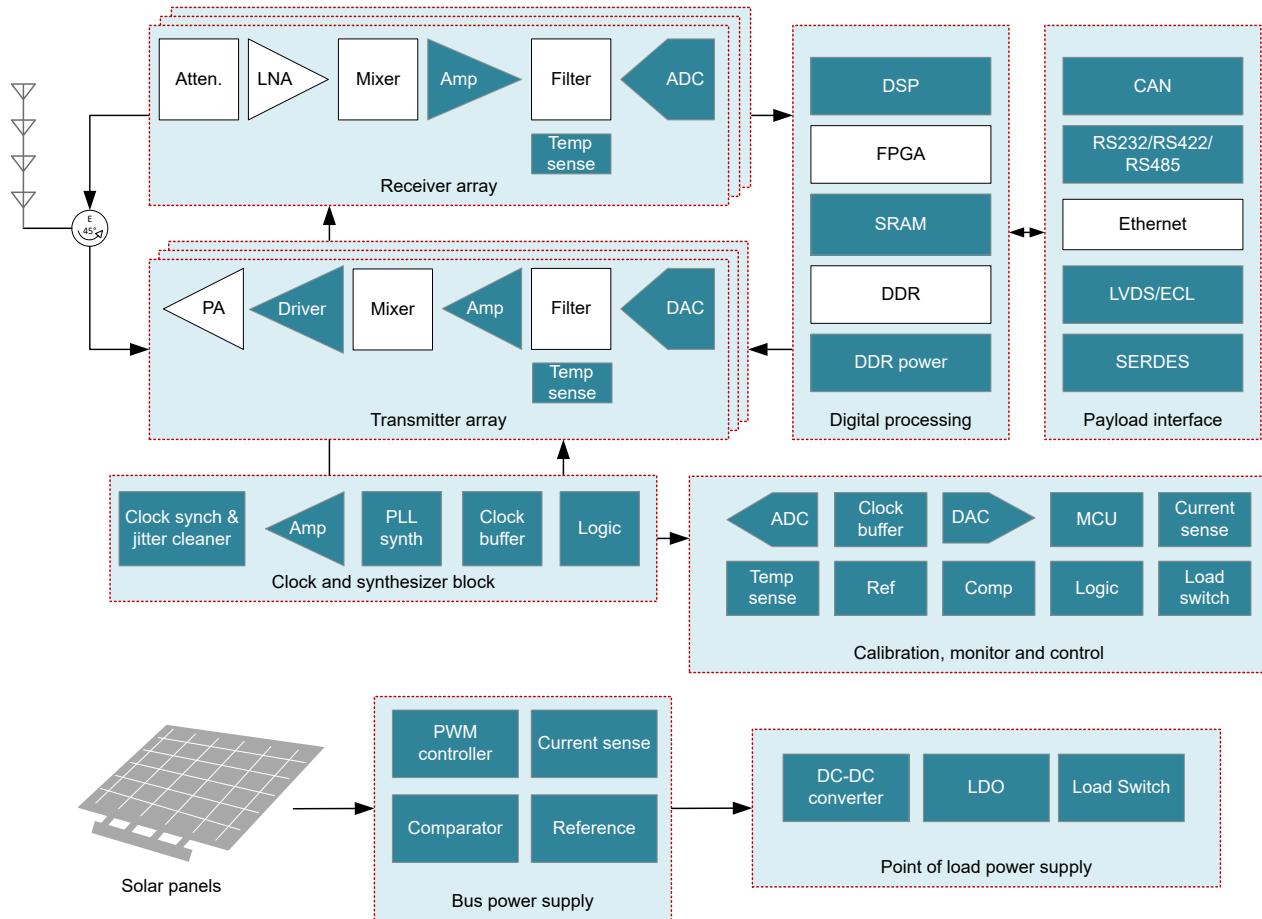 Atten.
LNA
Mixer
Amp
Filter
ADC
Temp
sense
Receiver array
E
45°
PA
Driver
Mixer
Amp
Filter
DAC
Temp
sense
Transmitter array
DSP
FPGA
SRAM
DDR
DDR power
Digital processing
CAN
RS232/RS422/
RS485
Ethernet
LVDS/ECL
SERDES
Payload interface
Clock synch &
jitter cleaner
Amp
PLL
synth
Clock
buffer
Logic
Clock and synthesizer block
ADC
Clock
buffer
DAC
MCU
Current
sense
Temp
sense
Ref
Comp
Logic
Load
switch
Calibration, monitor and control
Solar panels
PWM
controller
Current sense
Comparator
Reference
Bus power supply
DC-DC
converter
LDO
Load Switch
Point of load power supply